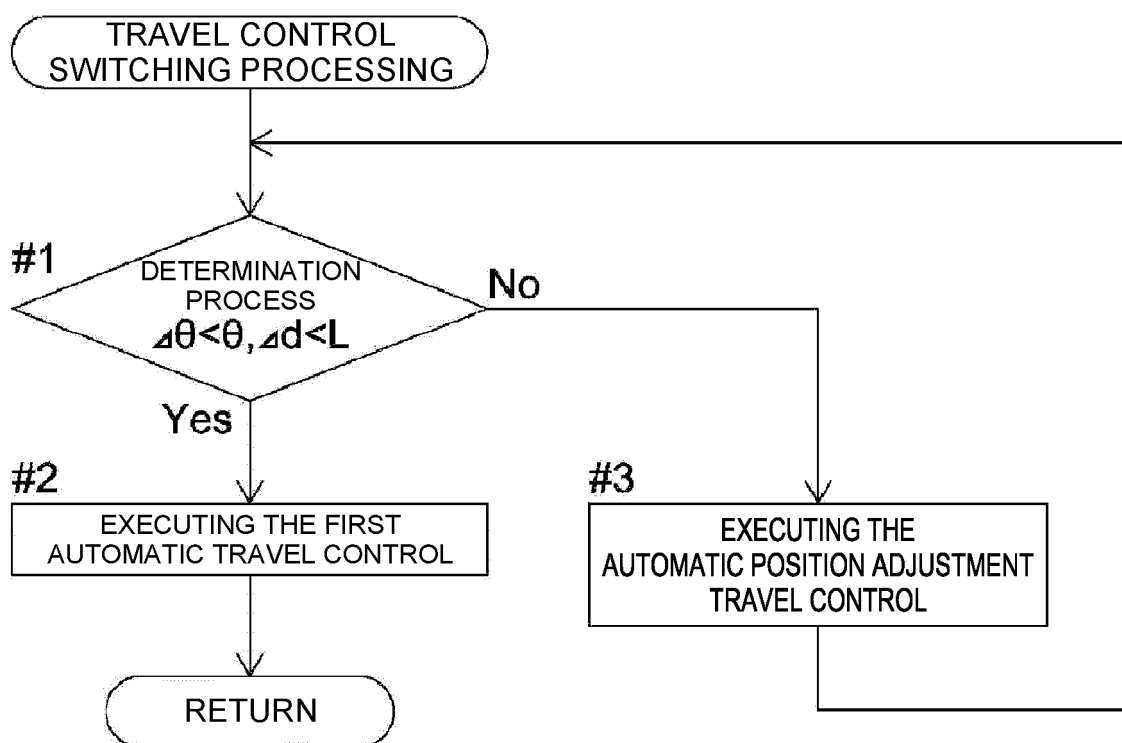 TRAVEL CONTROL
SWITCHING PROCESSING
#1
DETERMINATION
PROCESS
⊿θ<θ,⊿d<L
No
Yes
#2
EXECUTING THE FIRST
AUTOMATIC TRAVEL CONTROL
#3
EXECUTING THE
AUTOMATIC POSITION ADJUSTMENT
TRAVEL CONTROL
RETURN